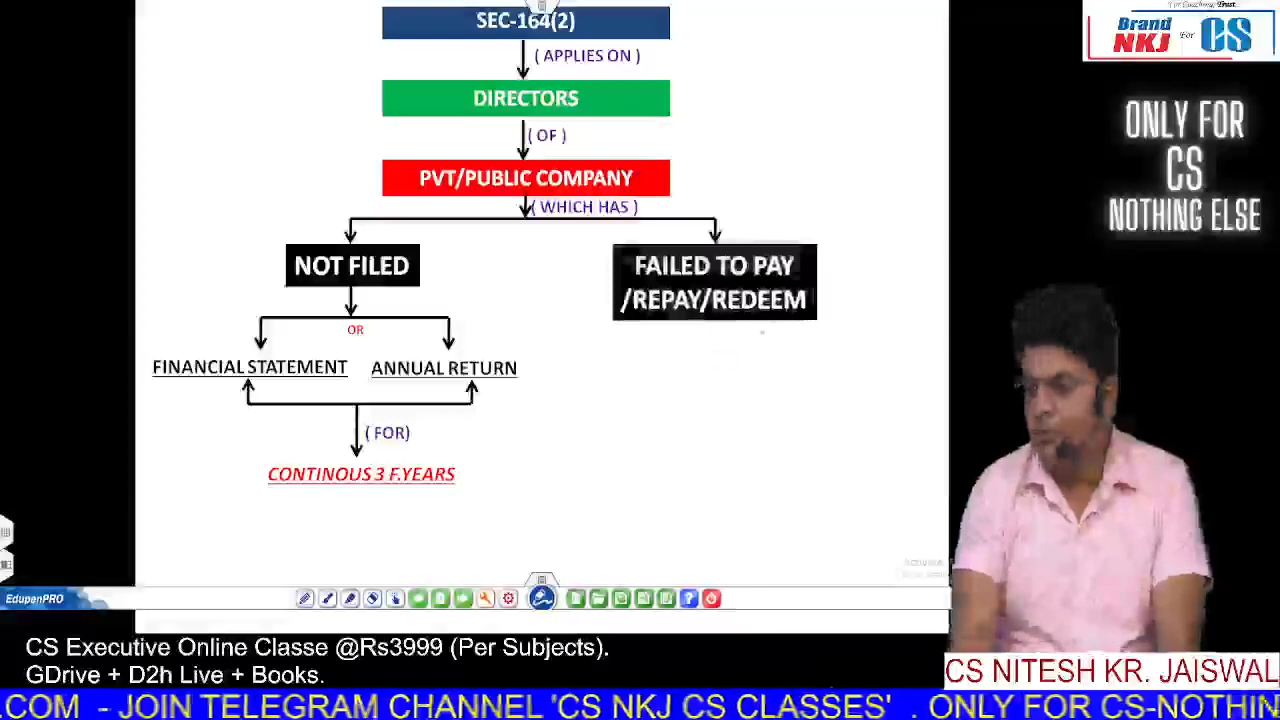 SEC-164(2)
( APPLIES ON )
DIRECTORS
( OF )
PVT/PUBLIC COMPANY
( WHICH HAS )
NOT FILED
FAILED TO PAY
/REPAY/REDEEM
OR
FINANCIAL STATEMENT
ANNUAL RETURN
( FOR)
CONTINOUS 3 F.YEARS
Brand
NKJ For CS
ONLY FOR
CS
NOTHING ELSE
EdupenPRO
CS Executive Online Classe @Rs3999 (Per Subjects).
GDrive + D2h Live + Books.
CS NITESH KR. JAISWAL
.COM - JOIN TELEGRAM CHANNEL 'CS NKJ CS CLASSES' . ONLY FOR CS-NOTHIN